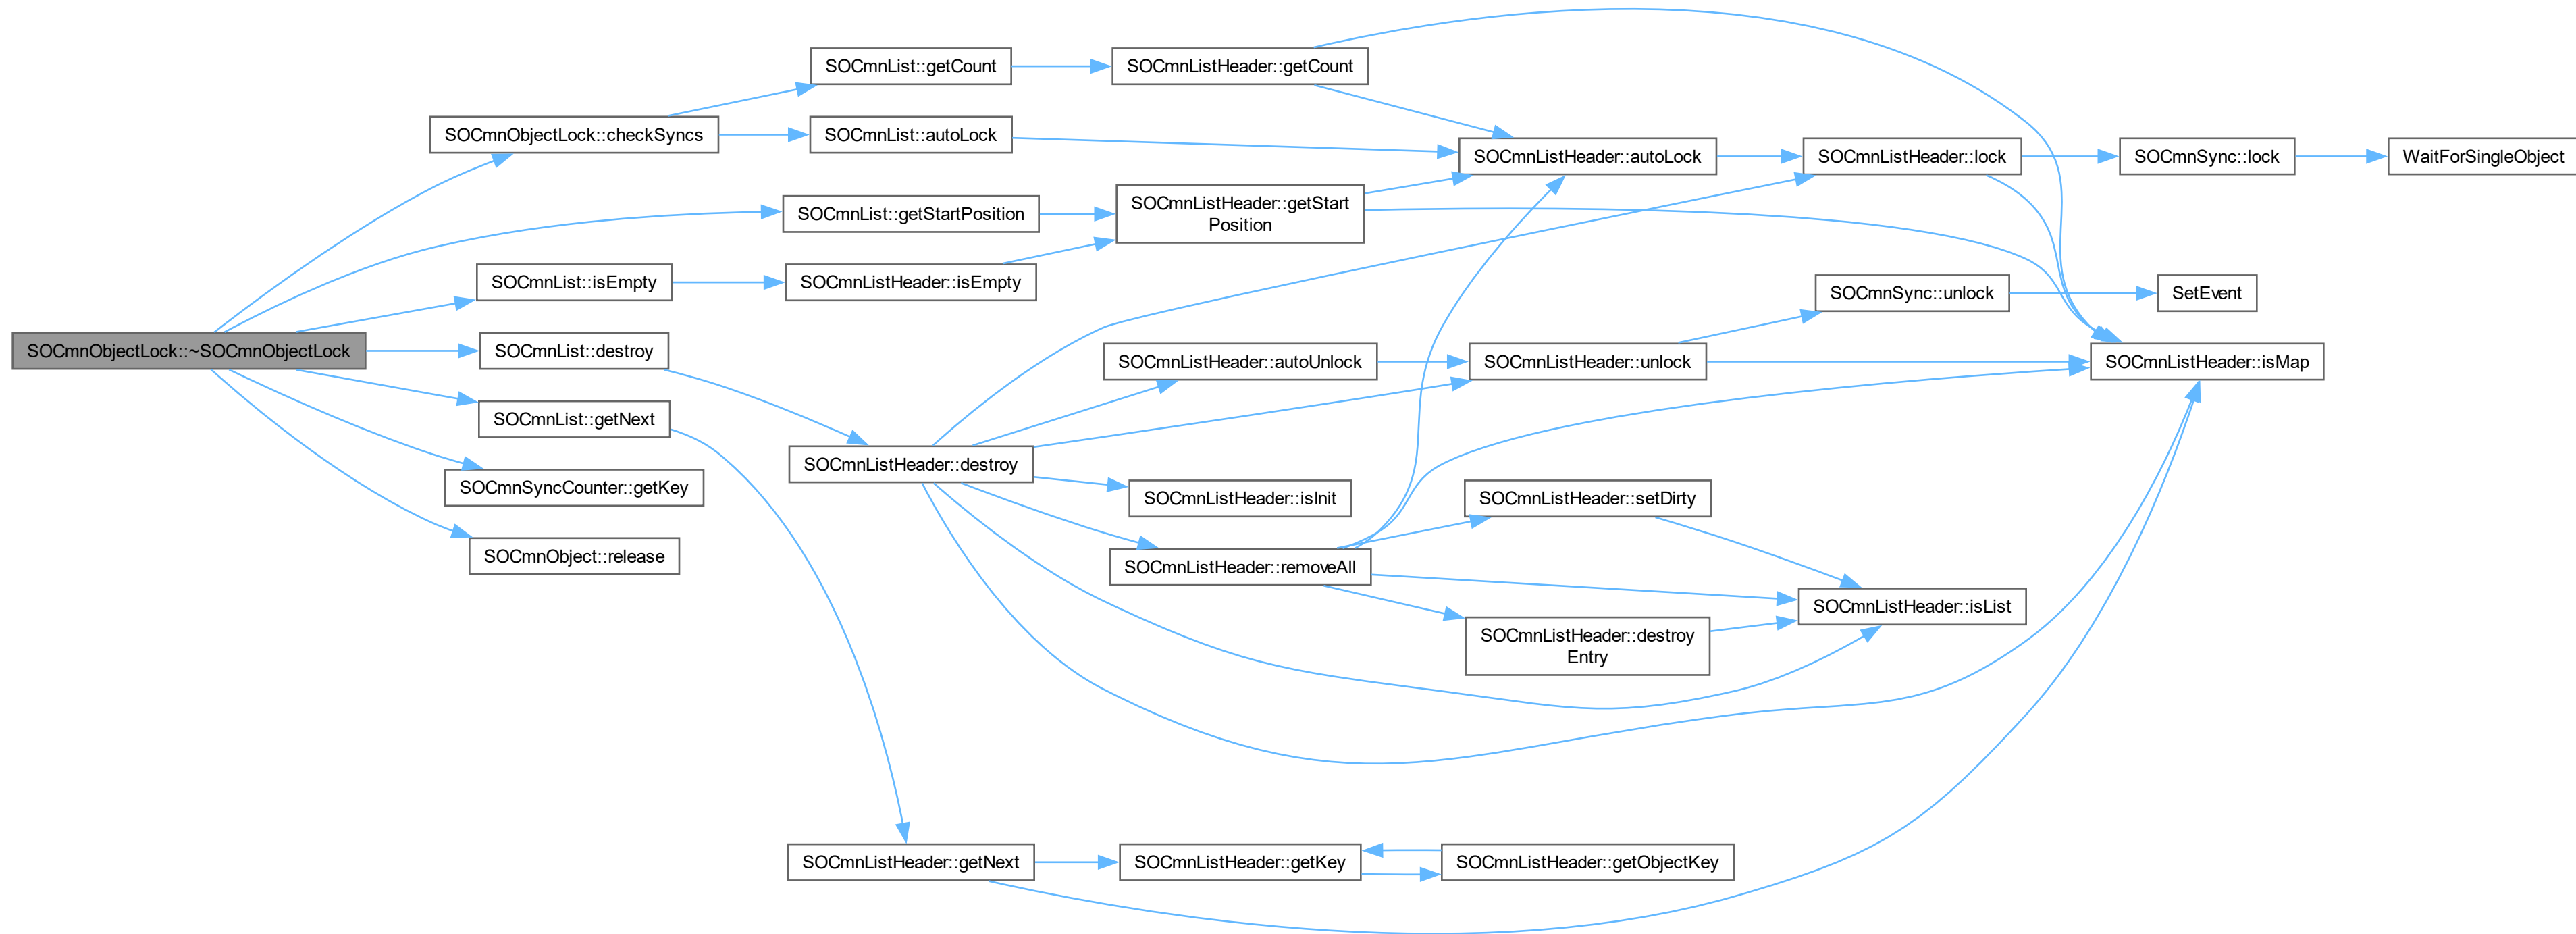 SOCmnObjectLock::~SOCmnObjectLock
SOCmnObjectLock::checkSyncs
SOCmnList::getCount
SOCmnListHeader::getCount
SOCmnList::autoLock
SOCmnListHeader::autoLock
SOCmnListHeader::lock
SOCmnSync::lock
WaitForSingleObject
SOCmnList::getStartPosition
SOCmnListHeader::getStart
Position
SOCmnList::isEmpty
SOCmnListHeader::isEmpty
SOCmnSync::unlock
SetEvent
SOCmnList::destroy
SOCmnListHeader::autoUnlock
SOCmnListHeader::unlock
SOCmnListHeader::isMap
SOCmnList::getNext
SOCmnListHeader::destroy
SOCmnSyncCounter::getKey
SOCmnListHeader::isInit
SOCmnListHeader::setDirty
SOCmnObject::release
SOCmnListHeader::removeAll
SOCmnListHeader::isList
SOCmnListHeader::destroy
Entry
SOCmnListHeader::getNext
SOCmnListHeader::getKey
SOCmnListHeader::getObjectKey